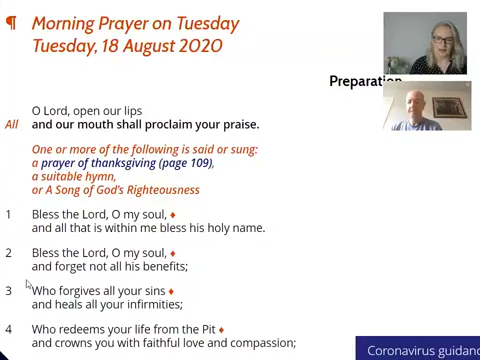 ¶ Morning Prayer on Tuesday
Tuesday, 18 August 2020
Preparation
O Lord, open our lips
All and our mouth shall proclaim your praise.
One or more of the following is said or sung:
a prayer of thanksgiving (page 109),
a suitable hymn,
or A Song of God's Righteousness
1 Bless the Lord, O my soul, ♦
and all that is within me bless his holy name.
2 Bless the Lord, O my soul, ♦
and forget not all his benefits;
3 Who forgives all your sins ♦
and heals all your infirmities;
4 Who redeems your life from the Pit ♦
and crowns you with faithful love and compassion;
Coronavirus guidanc